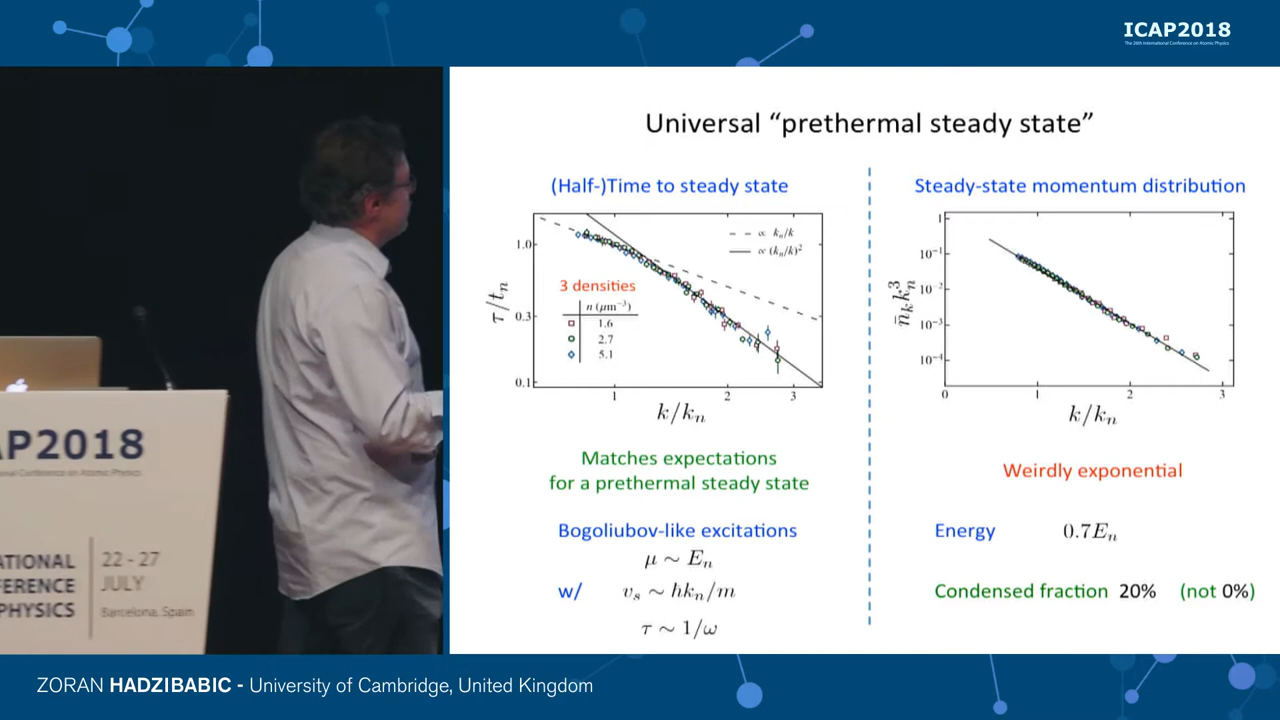 ICAP2018
The 26th International Conference on Atomic Physics
Universal “prethermal steady state”
(Half-)Time to steady state
τ/tₙ
1.0
0.3
0.1
1
2
3
k/kₙ
∝ kₙ/k
∝ (kₙ/k)²
3 densities
n (μm⁻³)
1.6
2.7
5.1
Matches expectations
for a prethermal steady state
Bogoliubov-like excitations
μ ∼ Eₙ
w/ vₛ ∼ ħkₙ/m
τ ∼ 1/ω
Steady-state momentum distribution
n̄ₖkₙ³
1
10⁻¹
10⁻²
10⁻³
10⁻⁴
0
1
2
3
k/kₙ
Weirdly exponential
Energy 0.7Eₙ
Condensed fraction 20% (not 0%)
AP2018
national Conference on Atomic Physics
ATIONAL
FERENCE
PHYSICS
22 - 27
JULY
Barcelona, Spain
ZORAN HADZIBABIC - University of Cambridge, United Kingdom